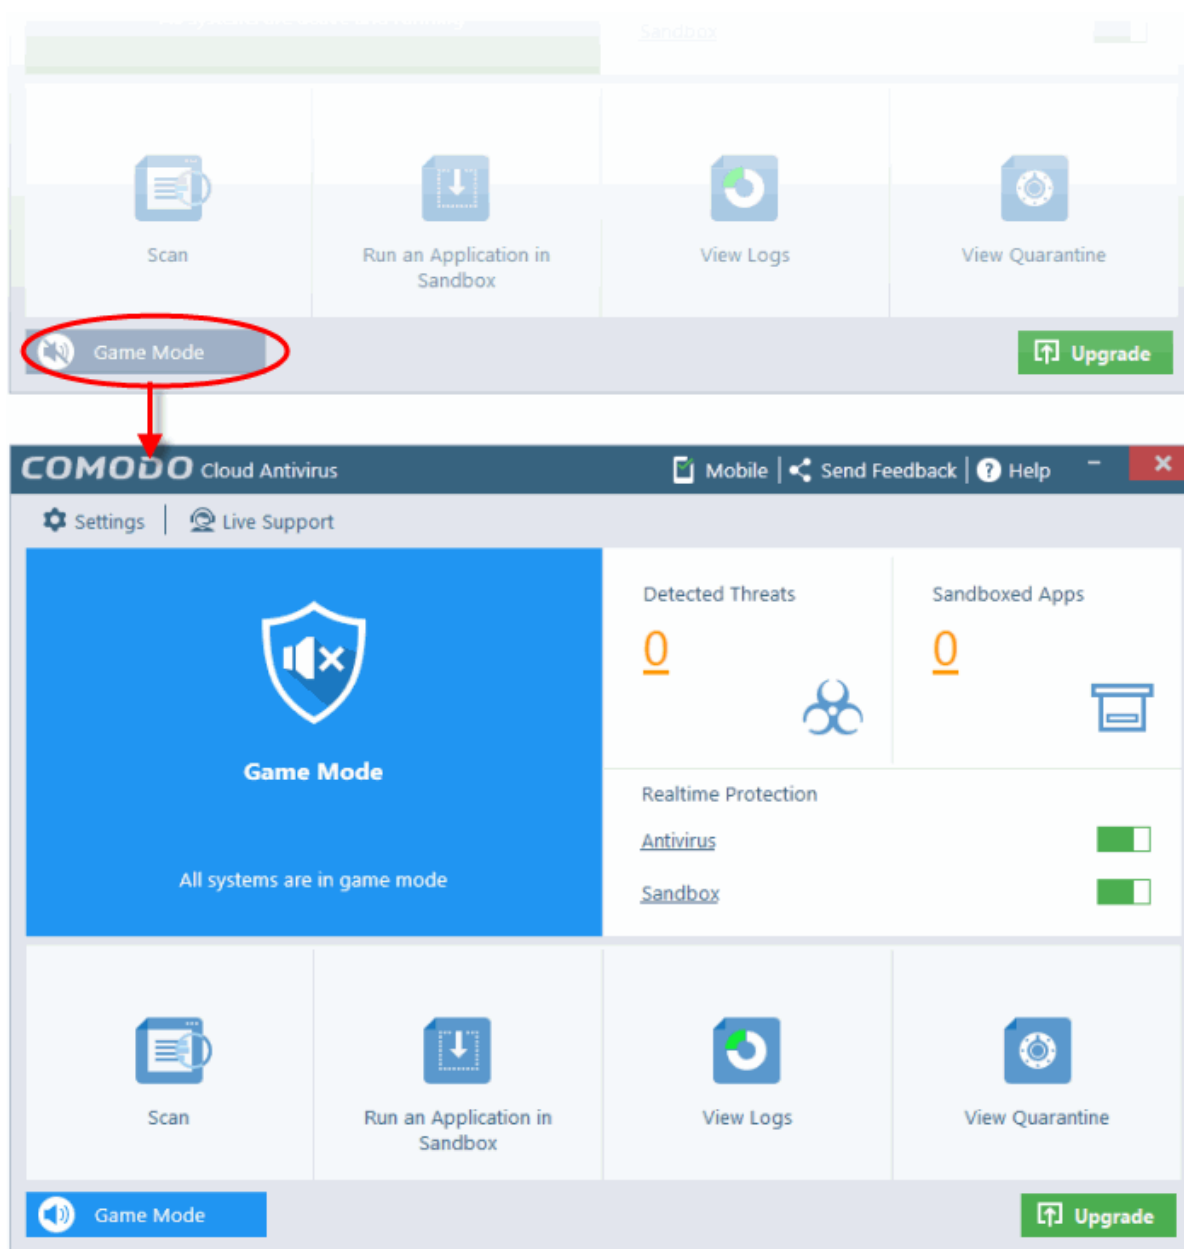 Sandbox
Scan
Run an Application in
Sandbox
View Logs
View Quarantine
Game Mode
Upgrade
COMODO Cloud Antivirus
Mobile
Send Feedback
? Help
Settings
Live Support
Game Mode
All systems are in game mode
Detected Threats
0
Sandboxed Apps
0
Realtime Protection
Antivirus
Sandbox
Scan
Run an Application in
Sandbox
View Logs
View Quarantine
Game Mode
Upgrade